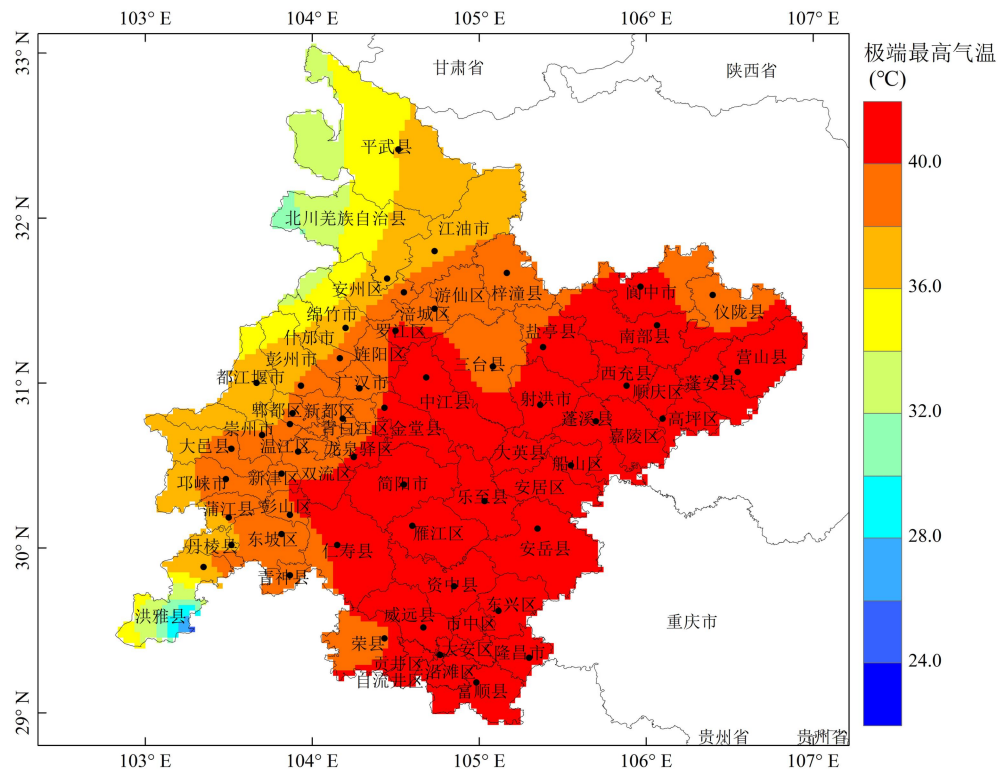 103° E 104° E 105° E 106° E 107° E
33° N
32° N
31° N
30° N
29° N
甘肃省
陕西省
极端最高气温
(℃)
40.0
36.0
32.0
28.0
24.0
平武县
北川羌族自治县
江油市
安州区
游仙区
梓潼县
阆中市
仪陇县
绵竹市
涪城区
什邡市
罗江区
盐亭县
南部县
彭州市
旌阳区
三台县
营山县
都江堰市
广汉市
西充县
蓬安县
顺庆区
中江县
射洪市
郫都区
新都区
蓬溪县
高坪区
崇州市
青白江区
金堂县
嘉陵区
大邑县
温江区
龙泉驿区
大英县
船山区
邛崃市
新津区
双流区
简阳市
乐至县
安居区
蒲江县
彭山区
丹棱县
东坡区
仁寿县
雁江区
安岳县
青神县
资中县
洪雅县
威远县
东兴区
市中区
重庆市
荣县
大安区
隆昌市
贡井区
沿滩区
自流井区
富顺县
贵州省
贵州省
103° E 104° E 105° E 106° E 107° E